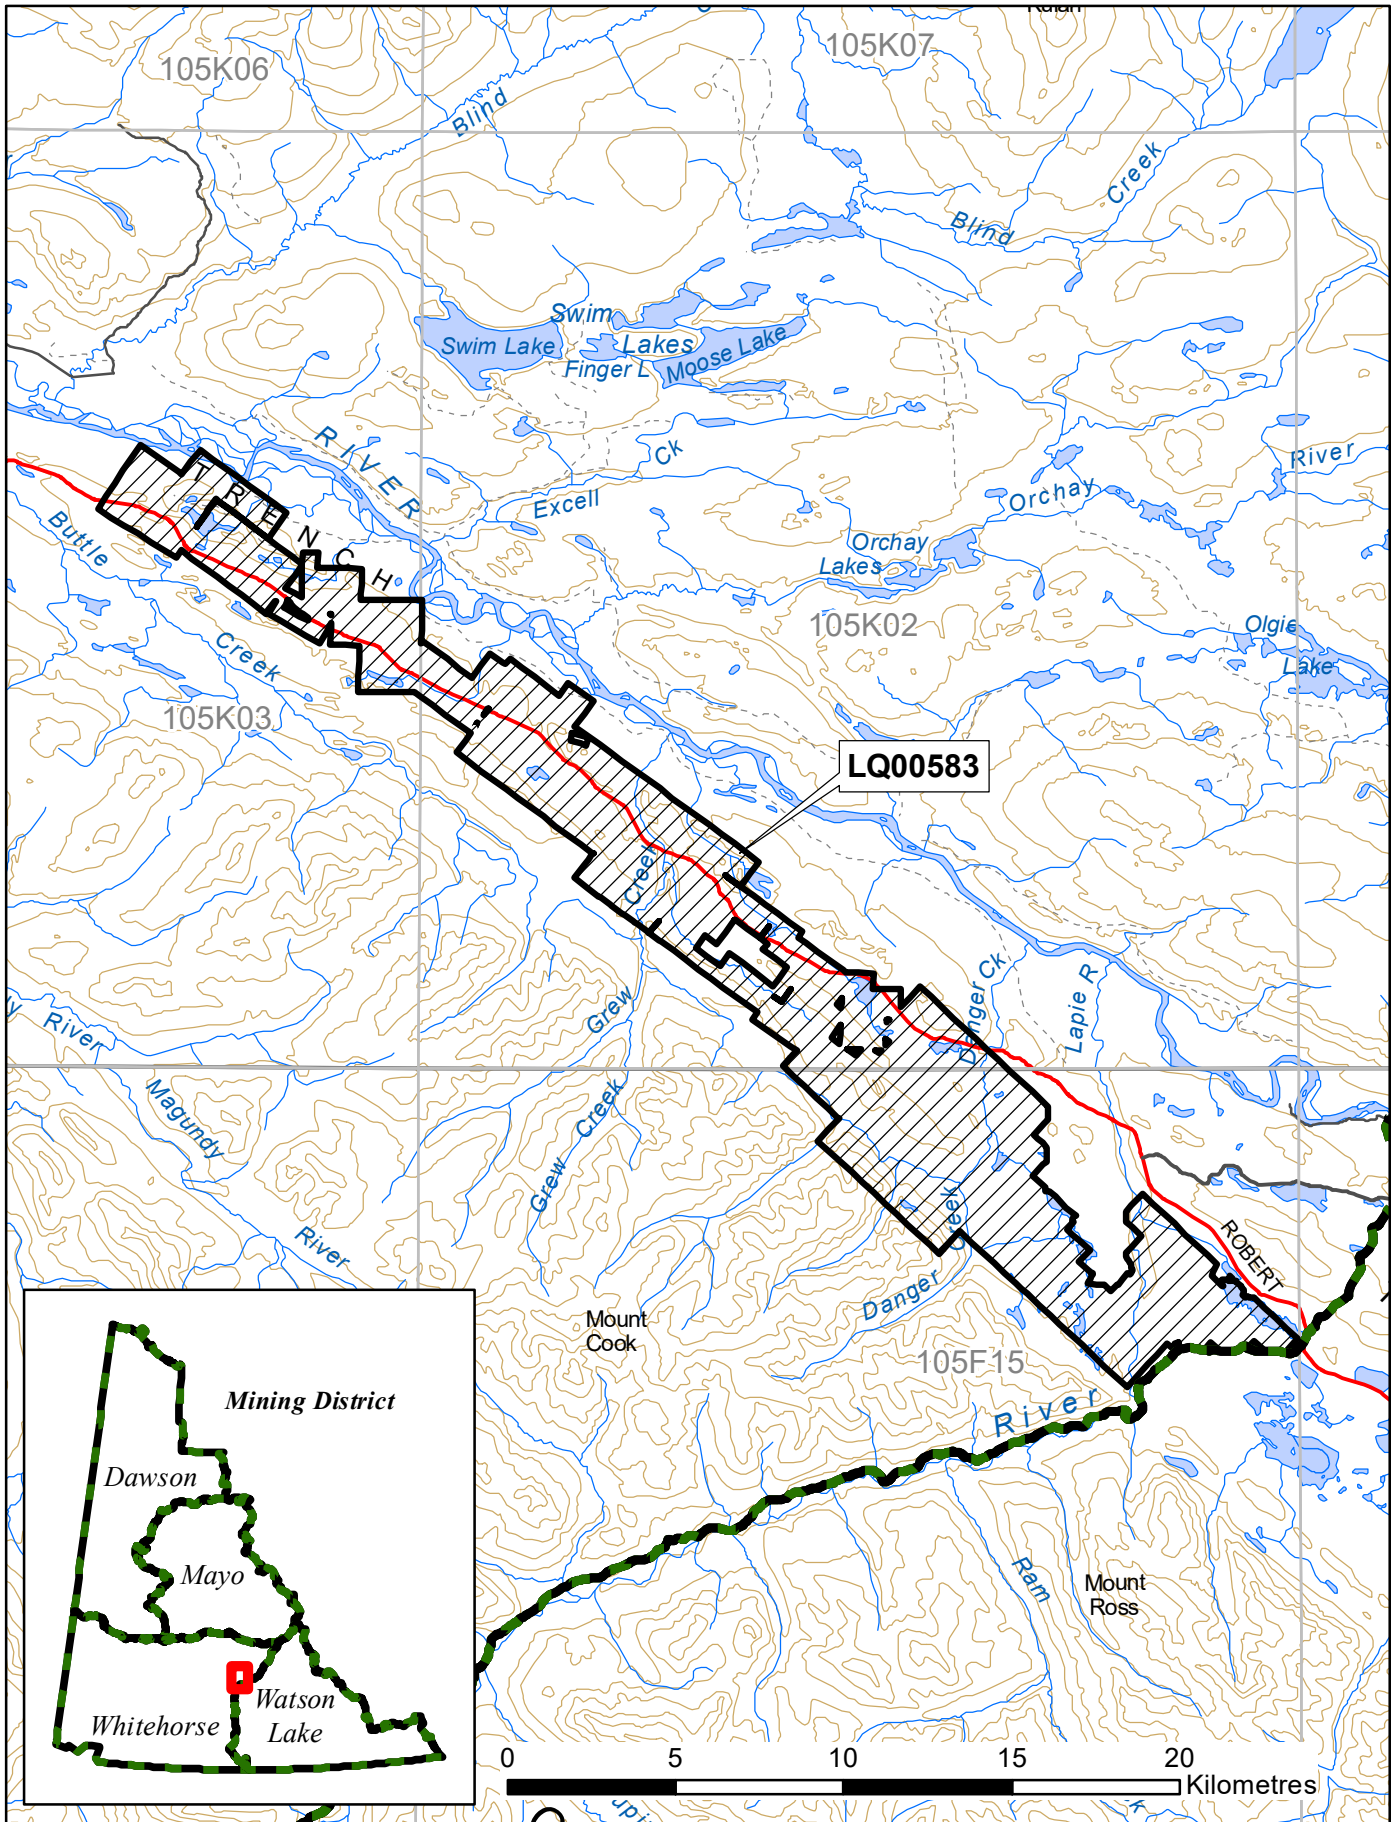 105K06
105K07
Blind
Creek
Blind
Swim
Lakes
Swim Lake
Finger L
Moose Lake
RIVER
Ck
Excell
River
Orchay
Orchay
Lakes
TRENCH
Buttle
Creek
105K02
Olgie
Lake
105K03
LQ00583
Creek
Danger Ck
Lapie R
Grew
River
Magundy
River
Grew Creek
Creek
Danger
ROBERT
Mount
Cook
105F15
River
Ram
Mount
Ross
Mining District
Dawson
Mayo
Watson
Lake
Whitehorse
0 5 10 15 20
Kilometres